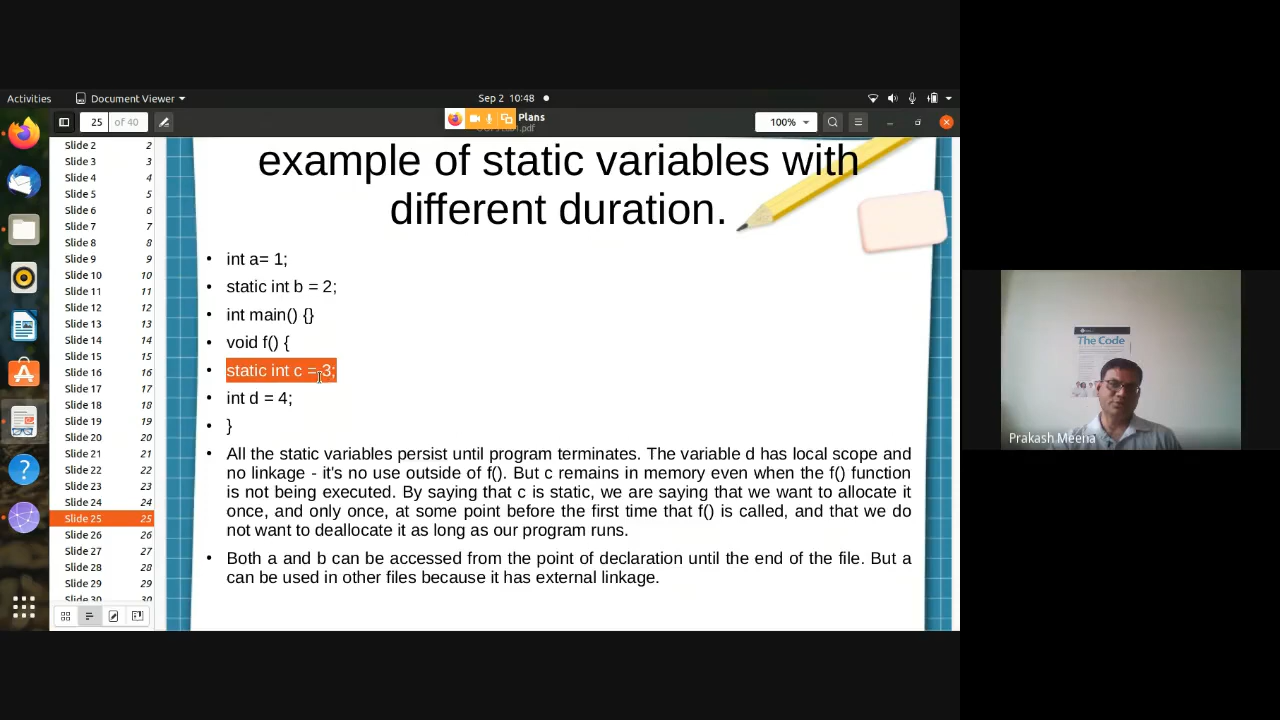 Activities
Document Viewer
Sep 2 10:48
25
of 40
Plans
.pdf
100%
Slide 2 2
Slide 3 3
Slide 4 4
Slide 5 5
Slide 6 6
Slide 7 7
Slide 8 8
Slide 9 9
Slide 10 10
Slide 11 11
Slide 12 12
Slide 13 13
Slide 14 14
Slide 15 15
Slide 16 16
Slide 17 17
Slide 18 18
Slide 19 19
Slide 20 20
Slide 21 21
Slide 22 22
Slide 23 23
Slide 24 24
Slide 25 25
Slide 26 26
Slide 27 27
Slide 28 28
Slide 29 29
Slide 30 30
example of static variables with
different duration.
• int a= 1;
• static int b = 2;
• int main() {}
• void f() {
• static int c = 3;
• int d = 4;
• }
• All the static variables persist until program terminates. The variable d has local scope and
no linkage - it's no use outside of f(). But c remains in memory even when the f() function
is not being executed. By saying that c is static, we are saying that we want to allocate it
once, and only once, at some point before the first time that f() is called, and that we do
not want to deallocate it as long as our program runs.
• Both a and b can be accessed from the point of declaration until the end of the file. But a
can be used in other files because it has external linkage.
The Code
Prakash Meena